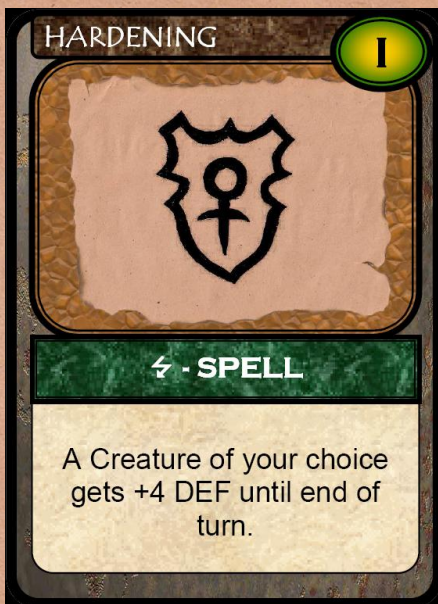 HARDENING
I
ϟ - SPELL
A Creature of your choice
gets +4 DEF until end of
turn.